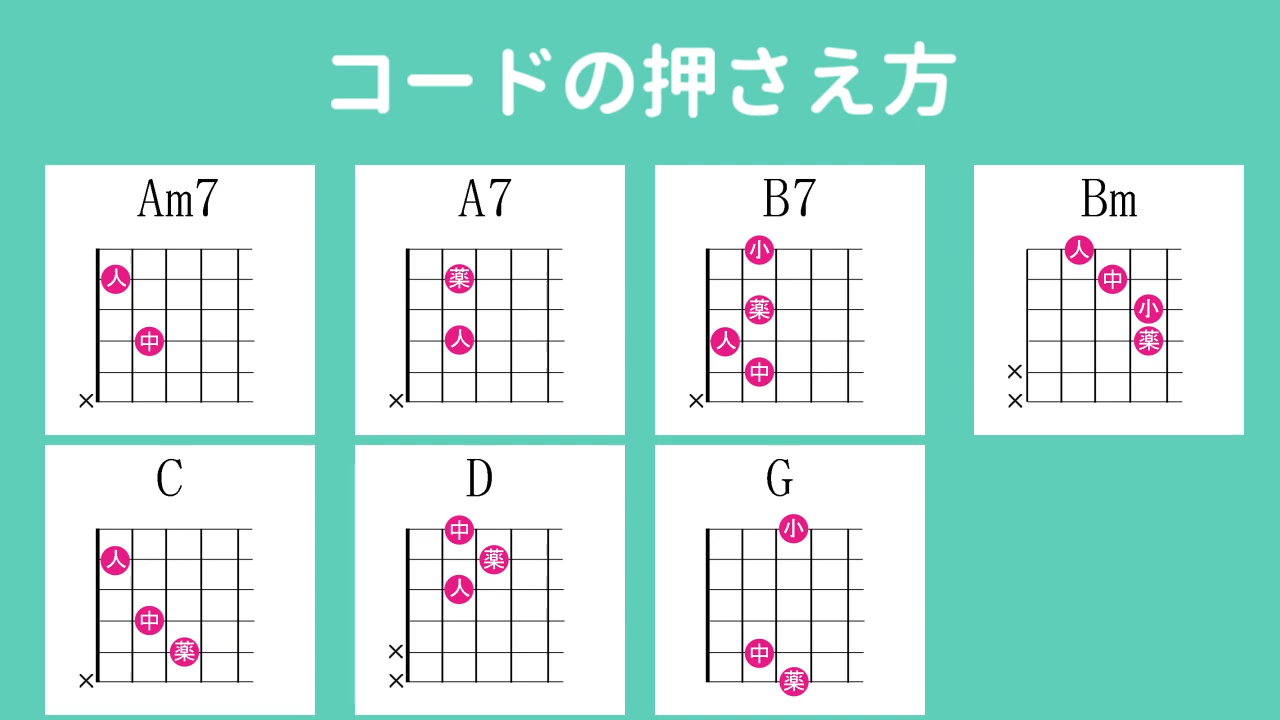 コードの押さえ方
Am7
人
中
×
A7
薬
人
×
B7
小
薬
人
中
×
Bm
人
中
小
薬
×
×
C
人
中
薬
×
D
中
薬
人
×
×
G
小
中
薬